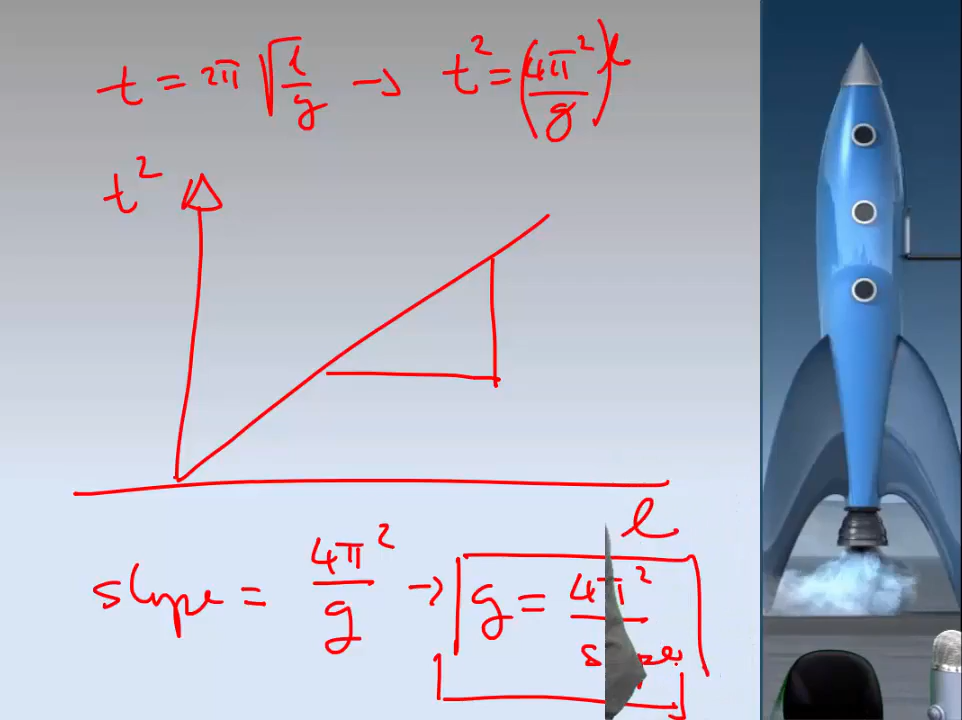 t = 2π √(l/g) → t² = (4π²/g) l
t²
l
slope = 4π²/g → g = 4π²/